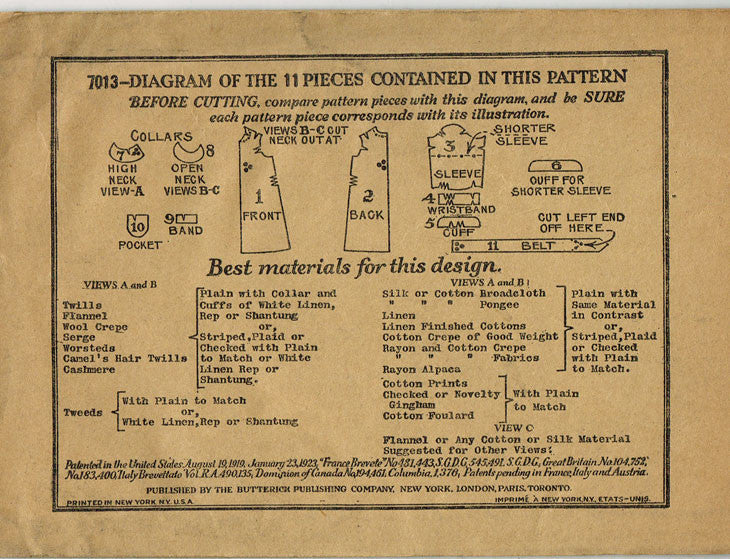 7013-DIAGRAM OF THE 11 PIECES CONTAINED IN THIS PATTERN
BEFORE CUTTING, compare pattern pieces with this diagram, and be SURE
each pattern piece corresponds with its illustration.
COLLARS
7
HIGH
NECK
VIEW-A
8
OPEN
NECK
VIEWS B-C
10
POCKET
9
BAND
VIEWS B-C CUT
NECK OUT AT
1
FRONT
2
BACK
SHORTER
SLEEVE
3
SLEEVE
4
WRISTBAND
5
CUFF
6
CUFF FOR
SHORTER SLEEVE
CUT LEFT END
OFF HERE
11 BELT
Best materials for this design.
VIEWS A and B
Twills
Flannel
Wool Crepe
Serge
Worsteds
Camel's Hair Twills
Cashmere
Plain with Collar and
Cuffs of White Linen,
Rep or Shantung
or,
Striped, Plaid or
Checked with Plain
to Match or White
Linen Rep or
Shantung.
Tweeds
With Plain to Match
or,
White Linen, Rep or Shantung
VIEWS A and B
Silk or Cotton Broadcloth
" " " Pongee
Linen
Linen Finished Cottons
Cotton Crepe of Good Weight
Rayon and Cotton Crepe
" " " Fabrics
Rayon Alpaca
Plain with
Same Material
in Contrast
or,
Striped, Plaid
or Checked
with Plain
to Match.
Cotton Prints
Checked or Novelty
Gingham
Cotton Foulard
With Plain
to Match
VIEW C
Flannel or Any Cotton or Silk Material
Suggested for Other Views.
Patented in the United States, August 19, 1919, January 23, 1923, "France Brevete" No. 481,443, S.G.D.G, 545,491. S.G.D.G, Great Britain. No. 104,752,
No. 183,400, Italy Brevettato Vol. R.A. 490,135, Dominion of Canada No. 194,461, Columbia, 1,376, Patents pending in France, Italy and Austria.
PUBLISHED BY THE BUTTERICK PUBLISHING COMPANY, NEW YORK, LONDON, PARIS, TORONTO.
PRINTED IN NEW YORK, N.Y. U.S.A.
IMPRIMÉ A NEW YORK, N.Y., ETATS-UNIS.